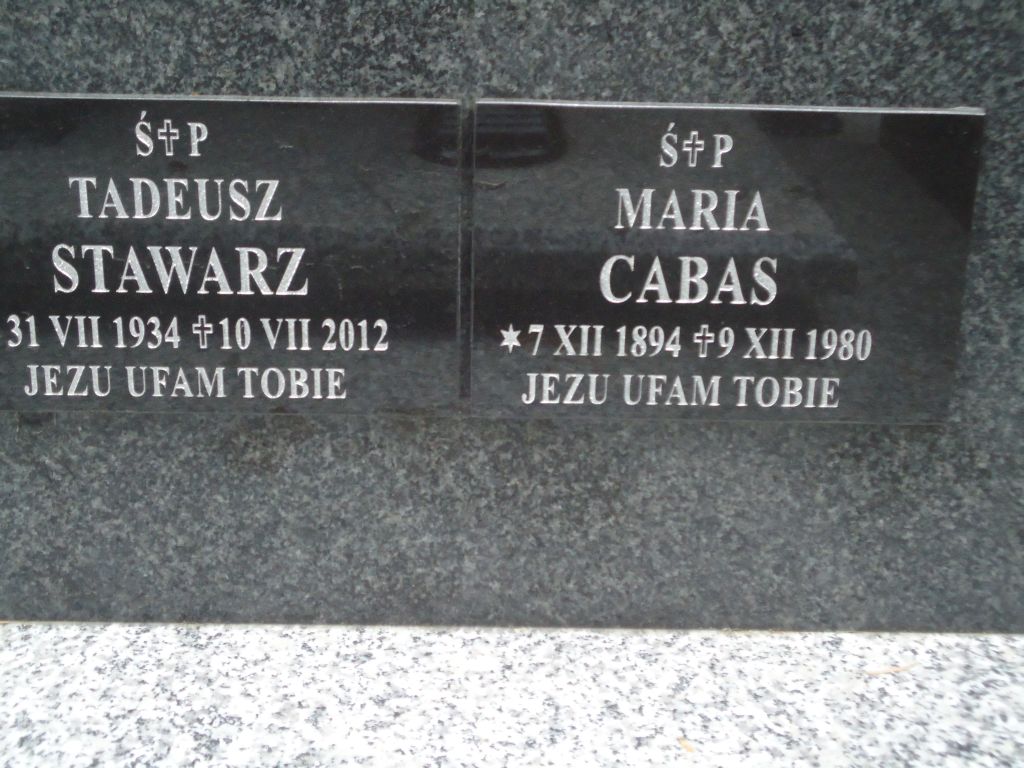 Ś✝P
TADEUSZ
STAWARZ
31 VII 1934 ✝10 VII 2012
JEZU UFAM TOBIE
Ś✝P
MARIA
CABAS
✶7 XII 1894 ✝9 XII 1980
JEZU UFAM TOBIE